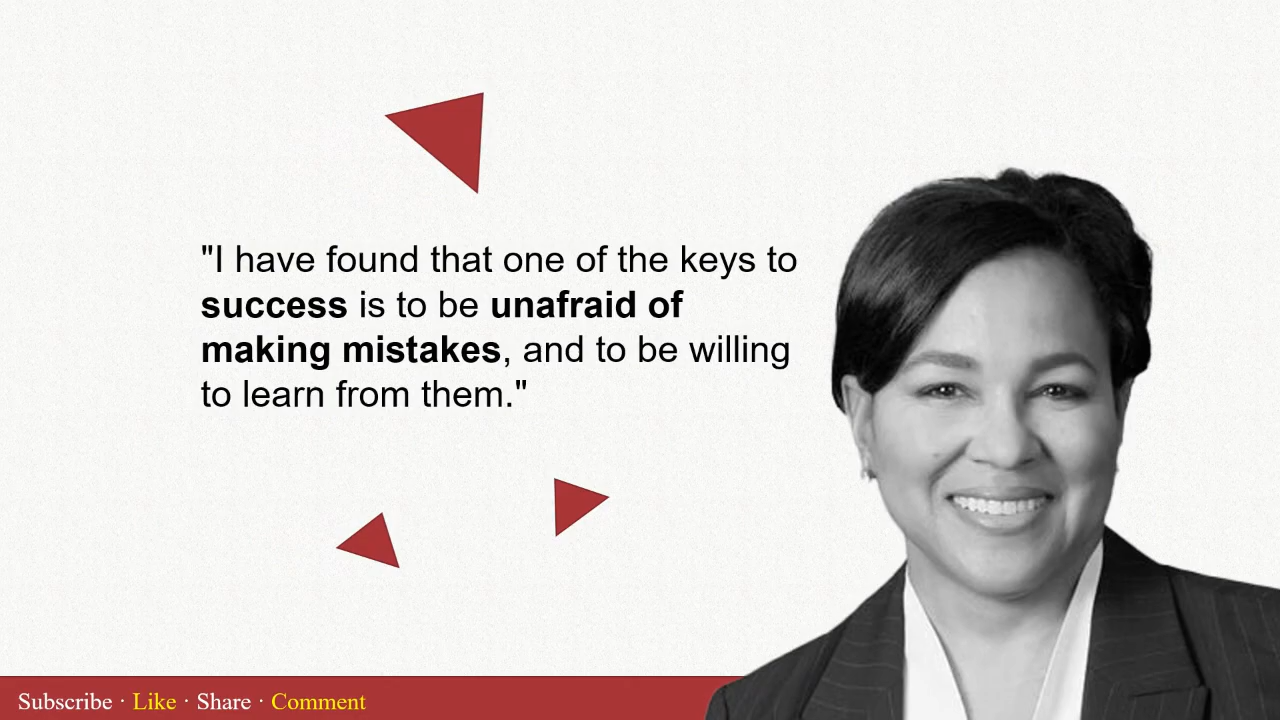 "I have found that one of the keys to
success is to be unafraid of
making mistakes, and to be willing
to learn from them."
Subscribe · Like · Share · Comment